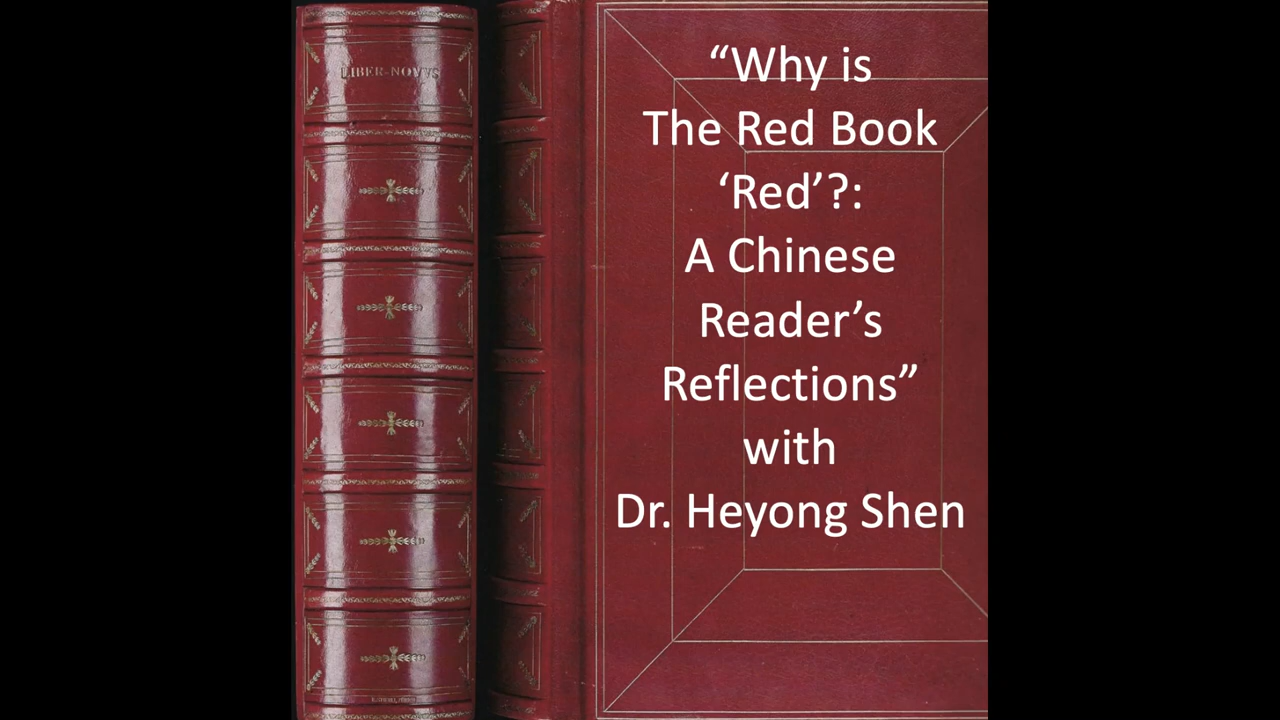 LIBER·NOVVS
“Why is
The Red Book
‘Red’?:
A Chinese
Reader’s
Reflections”
with
Dr. Heyong Shen